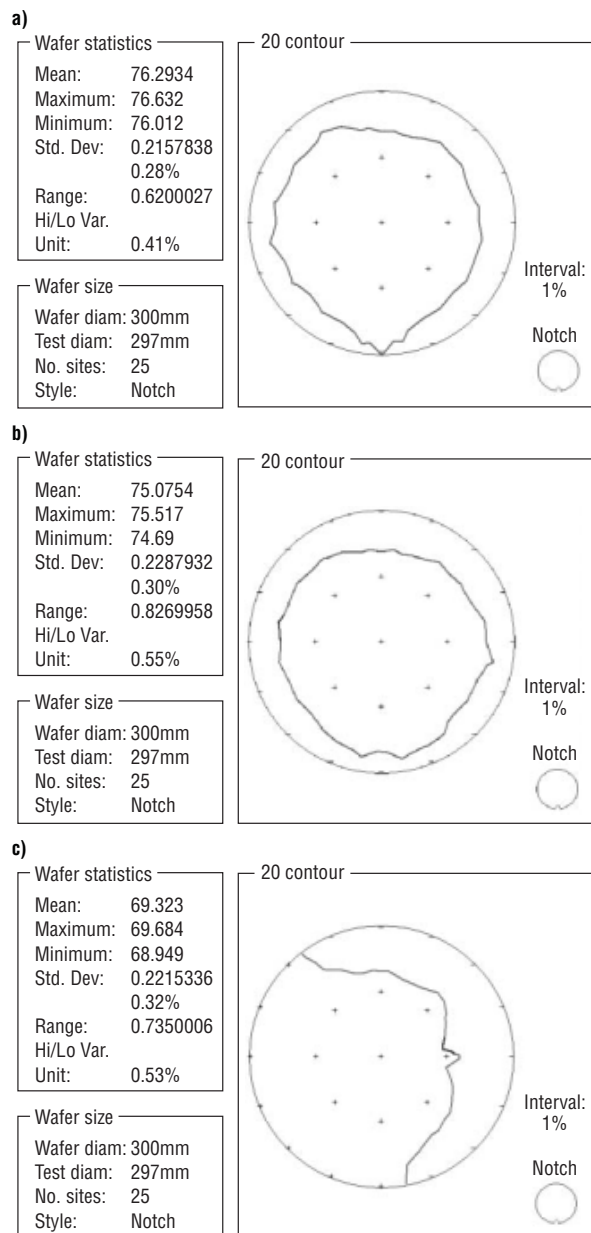 a)
Wafer statistics
Mean: 76.2934
Maximum: 76.632
Minimum: 76.012
Std. Dev: 0.2157838
0.28%
Range: 0.6200027
Hi/Lo Var.
Unit: 0.41%
Wafer size
Wafer diam: 300mm
Test diam: 297mm
No. sites: 25
Style: Notch
20 contour
Interval:
1%
Notch
b)
Wafer statistics
Mean: 75.0754
Maximum: 75.517
Minimum: 74.69
Std. Dev: 0.2287932
0.30%
Range: 0.8269958
Hi/Lo Var.
Unit: 0.55%
Wafer size
Wafer diam: 300mm
Test diam: 297mm
No. sites: 25
Style: Notch
20 contour
Interval:
1%
Notch
c)
Wafer statistics
Mean: 69.323
Maximum: 69.684
Minimum: 68.949
Std. Dev: 0.2215336
0.32%
Range: 0.7350006
Hi/Lo Var.
Unit: 0.53%
Wafer size
Wafer diam: 300mm
Test diam: 297mm
No. sites: 25
Style: Notch
20 contour
Interval:
1%
Notch